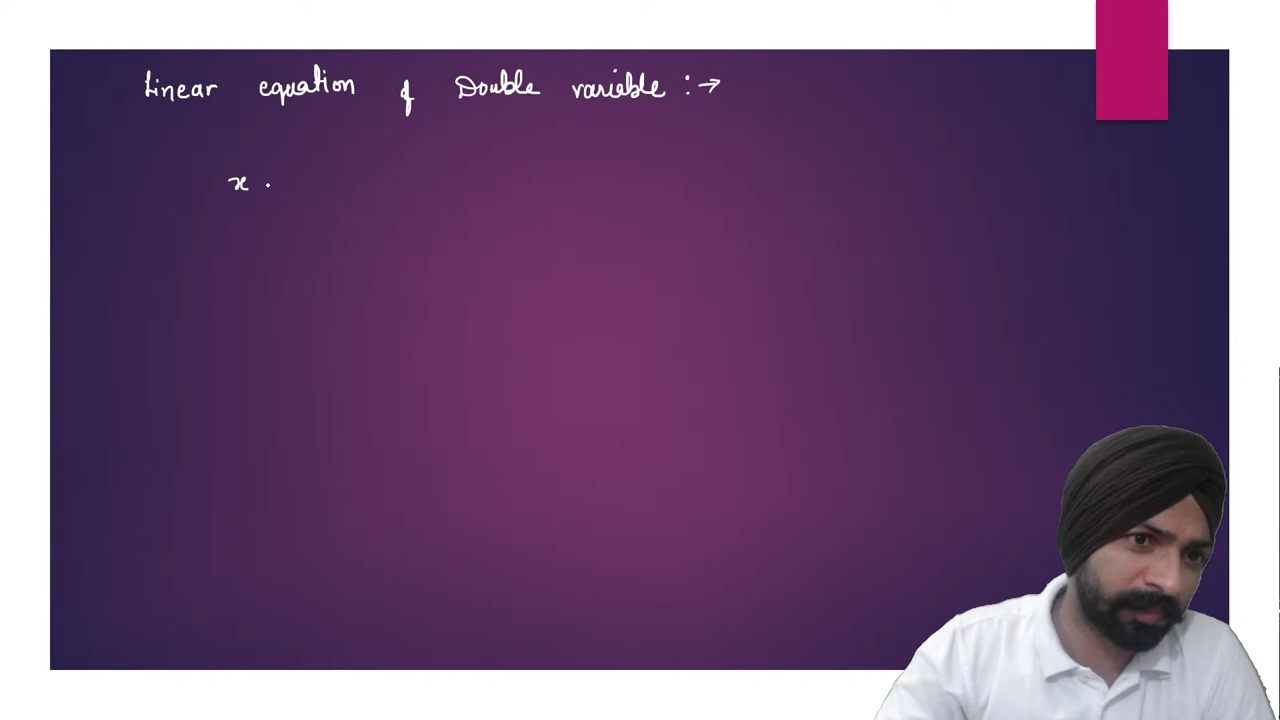 Linear equation of Double variable :→
x .